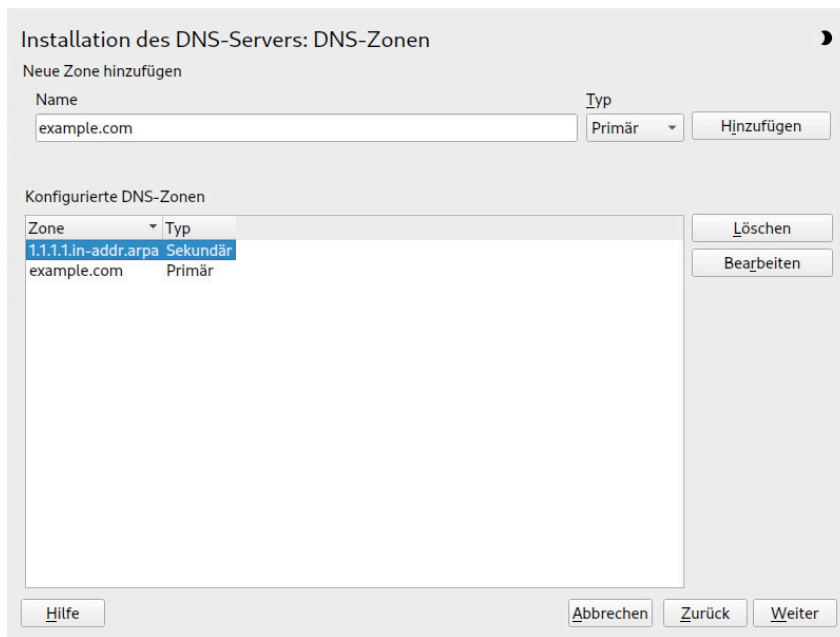 Installation des DNS-Servers: DNS-Zonen
Neue Zone hinzufügen
Name Typ
example.com Primär Hinzufügen
Konfigurierte DNS-Zonen
Zone Typ Löschen
1.1.1.1.in-addr.arpa Sekundär
example.com Primär Bearbeiten
Hilfe Abbrechen Zurück Weiter